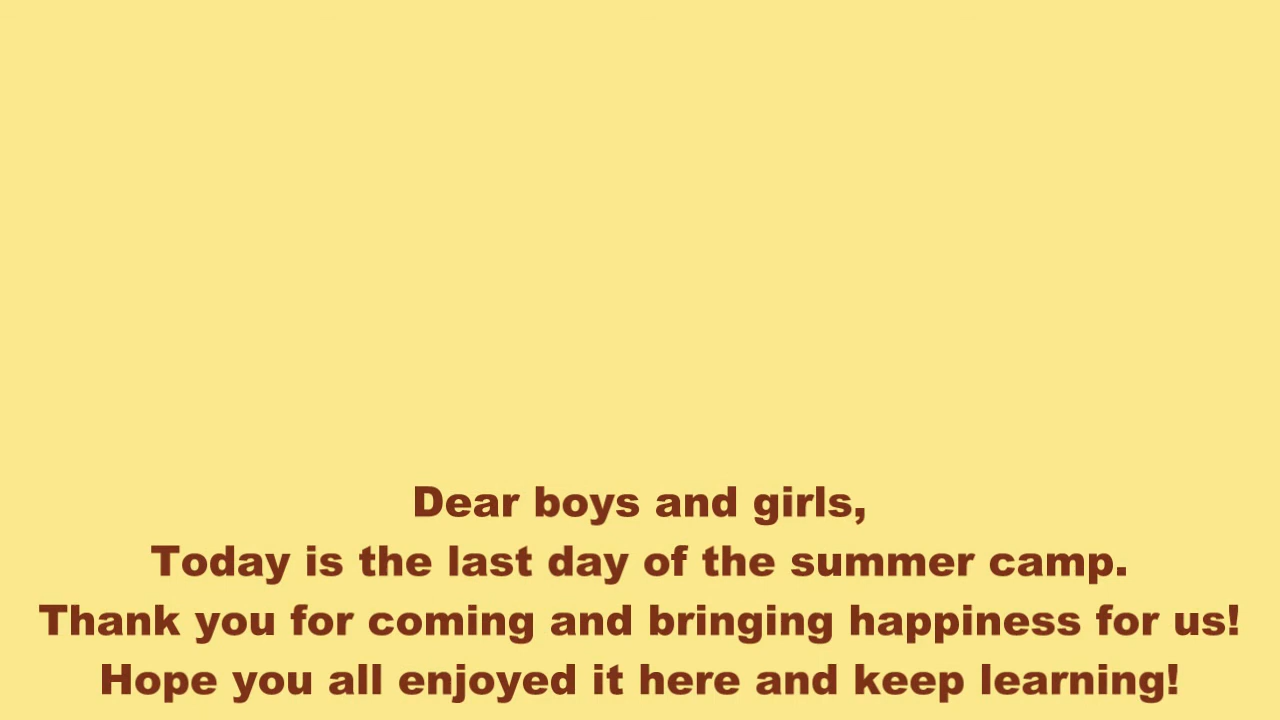 Dear boys and girls,
Today is the last day of the summer camp.
Thank you for coming and bringing happiness for us!
Hope you all enjoyed it here and keep learning!